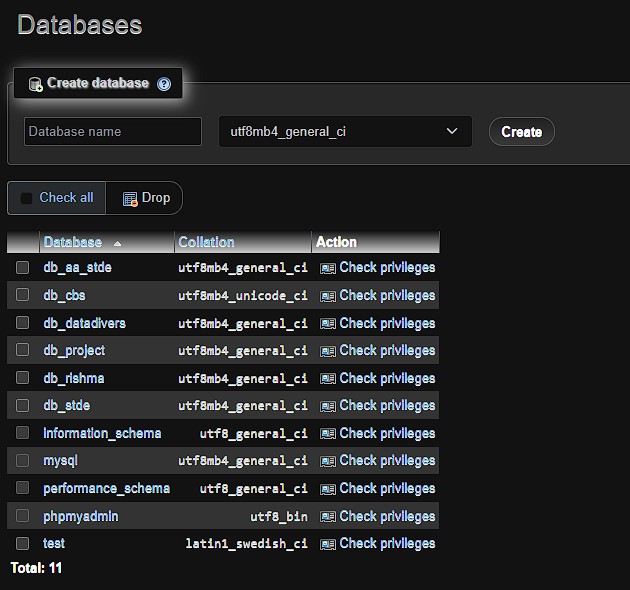 Databases
Create database
Database name utf8mb4_general_ci Create
Check all Drop
Database Collation Action
db_aa_stde utf8mb4_general_ci Check privileges
db_cbs utf8mb4_unicode_ci Check privileges
db_datadivers utf8mb4_general_ci Check privileges
db_project utf8mb4_general_ci Check privileges
db_rishma utf8mb4_general_ci Check privileges
db_stde utf8mb4_general_ci Check privileges
information_schema utf8_general_ci Check privileges
mysql utf8mb4_general_ci Check privileges
performance_schema utf8_general_ci Check privileges
phpmyadmin utf8_bin Check privileges
test latin1_swedish_ci Check privileges
Total: 11